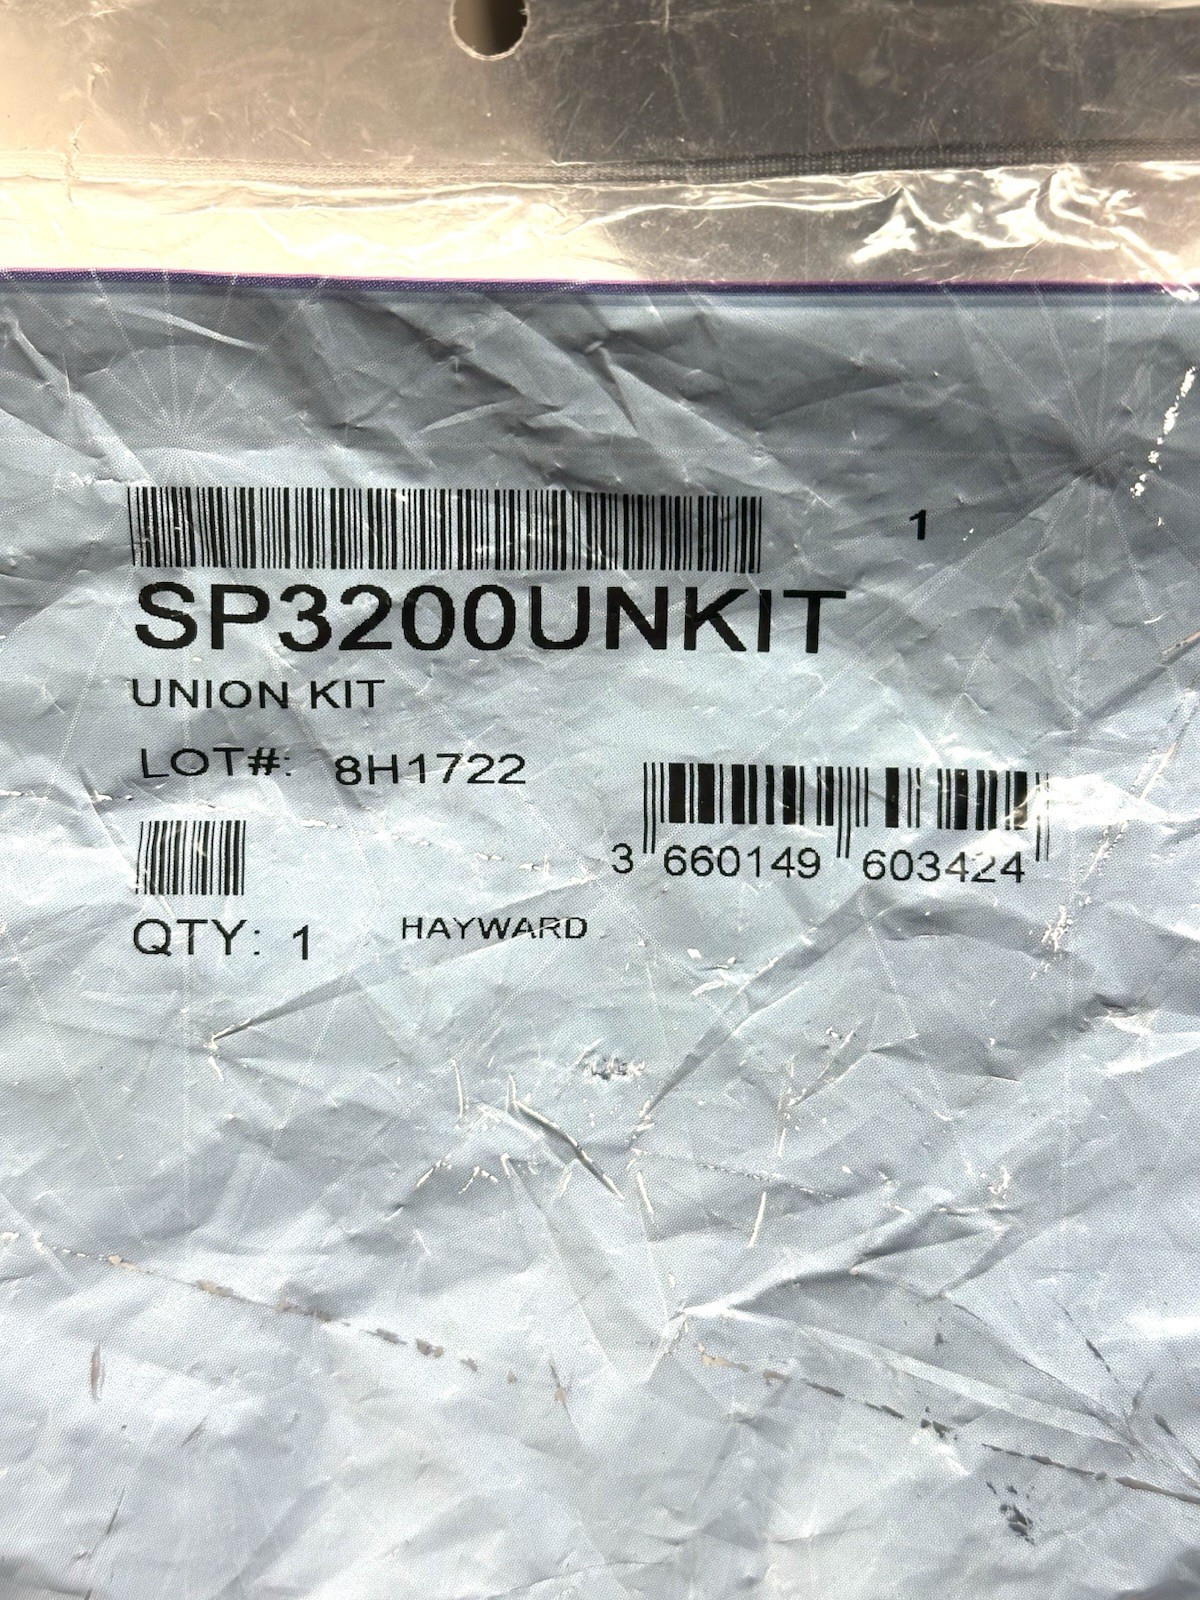 1
SP3200UNKIT
UNION KIT
LOT#: 8H1722
3 660149 603424
QTY: 1 HAYWARD